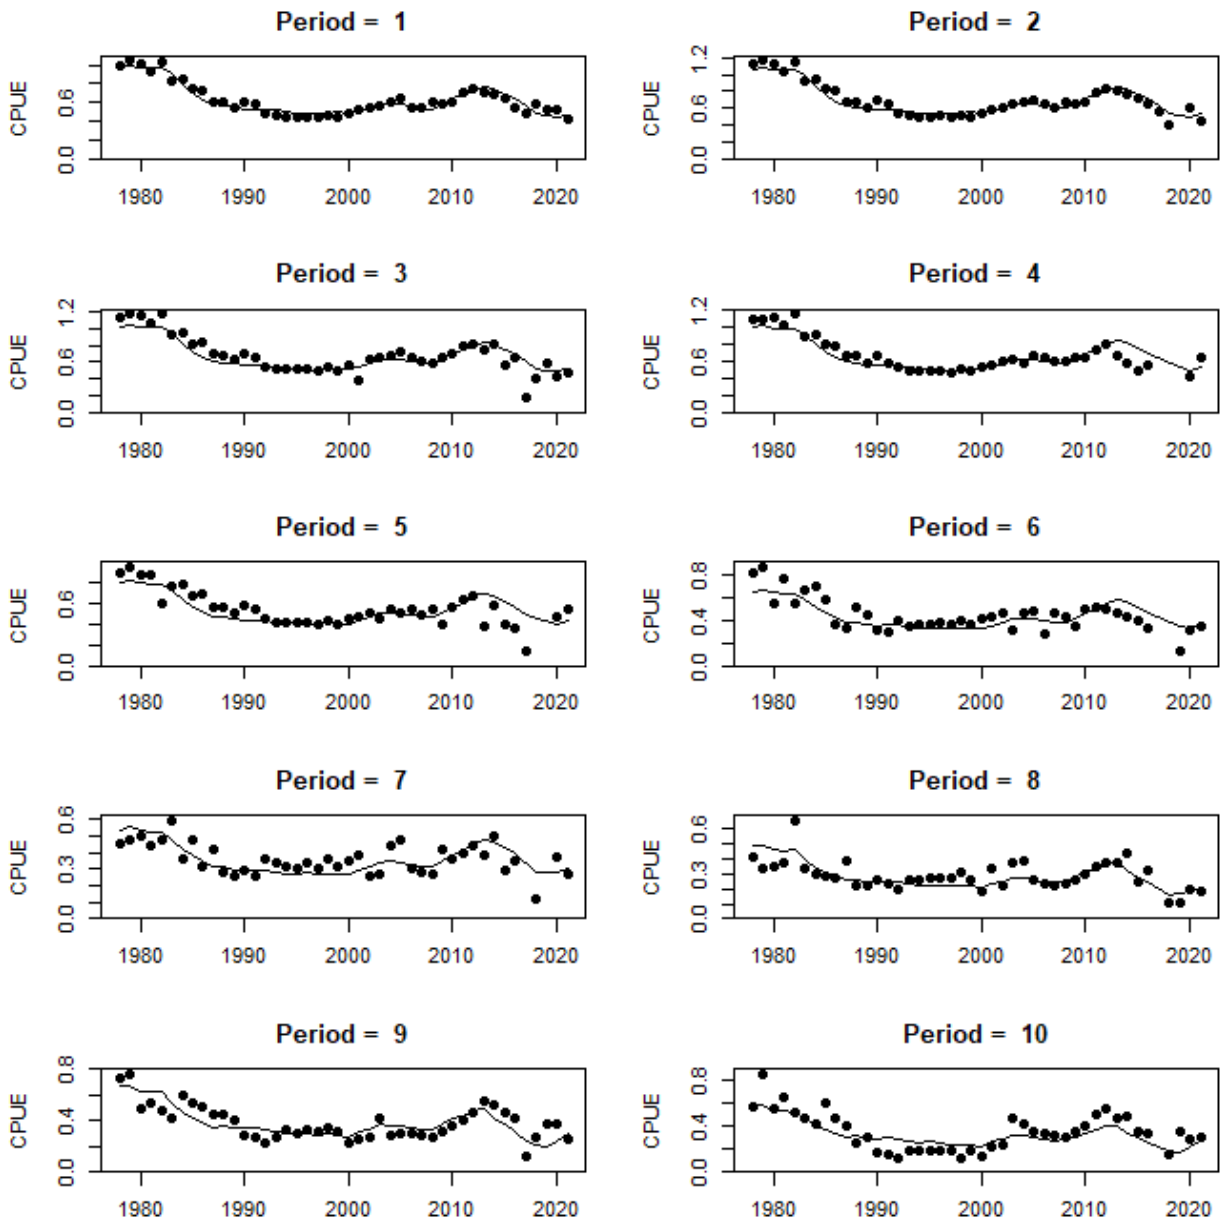 Period = 1
CPUE
0.0 0.6
1980 1990 2000 2010 2020
Period = 2
CPUE
0.0 0.6 1.2
1980 1990 2000 2010 2020
Period = 3
CPUE
0.0 0.6 1.2
1980 1990 2000 2010 2020
Period = 4
CPUE
0.0 0.6 1.2
1980 1990 2000 2010 2020
Period = 5
CPUE
0.0 0.6
1980 1990 2000 2010 2020
Period = 6
CPUE
0.0 0.4 0.8
1980 1990 2000 2010 2020
Period = 7
CPUE
0.0 0.3 0.6
1980 1990 2000 2010 2020
Period = 8
CPUE
0.0 0.3 0.6
1980 1990 2000 2010 2020
Period = 9
CPUE
0.0 0.4 0.8
1980 1990 2000 2010 2020
Period = 10
CPUE
0.0 0.4 0.8
1980 1990 2000 2010 2020